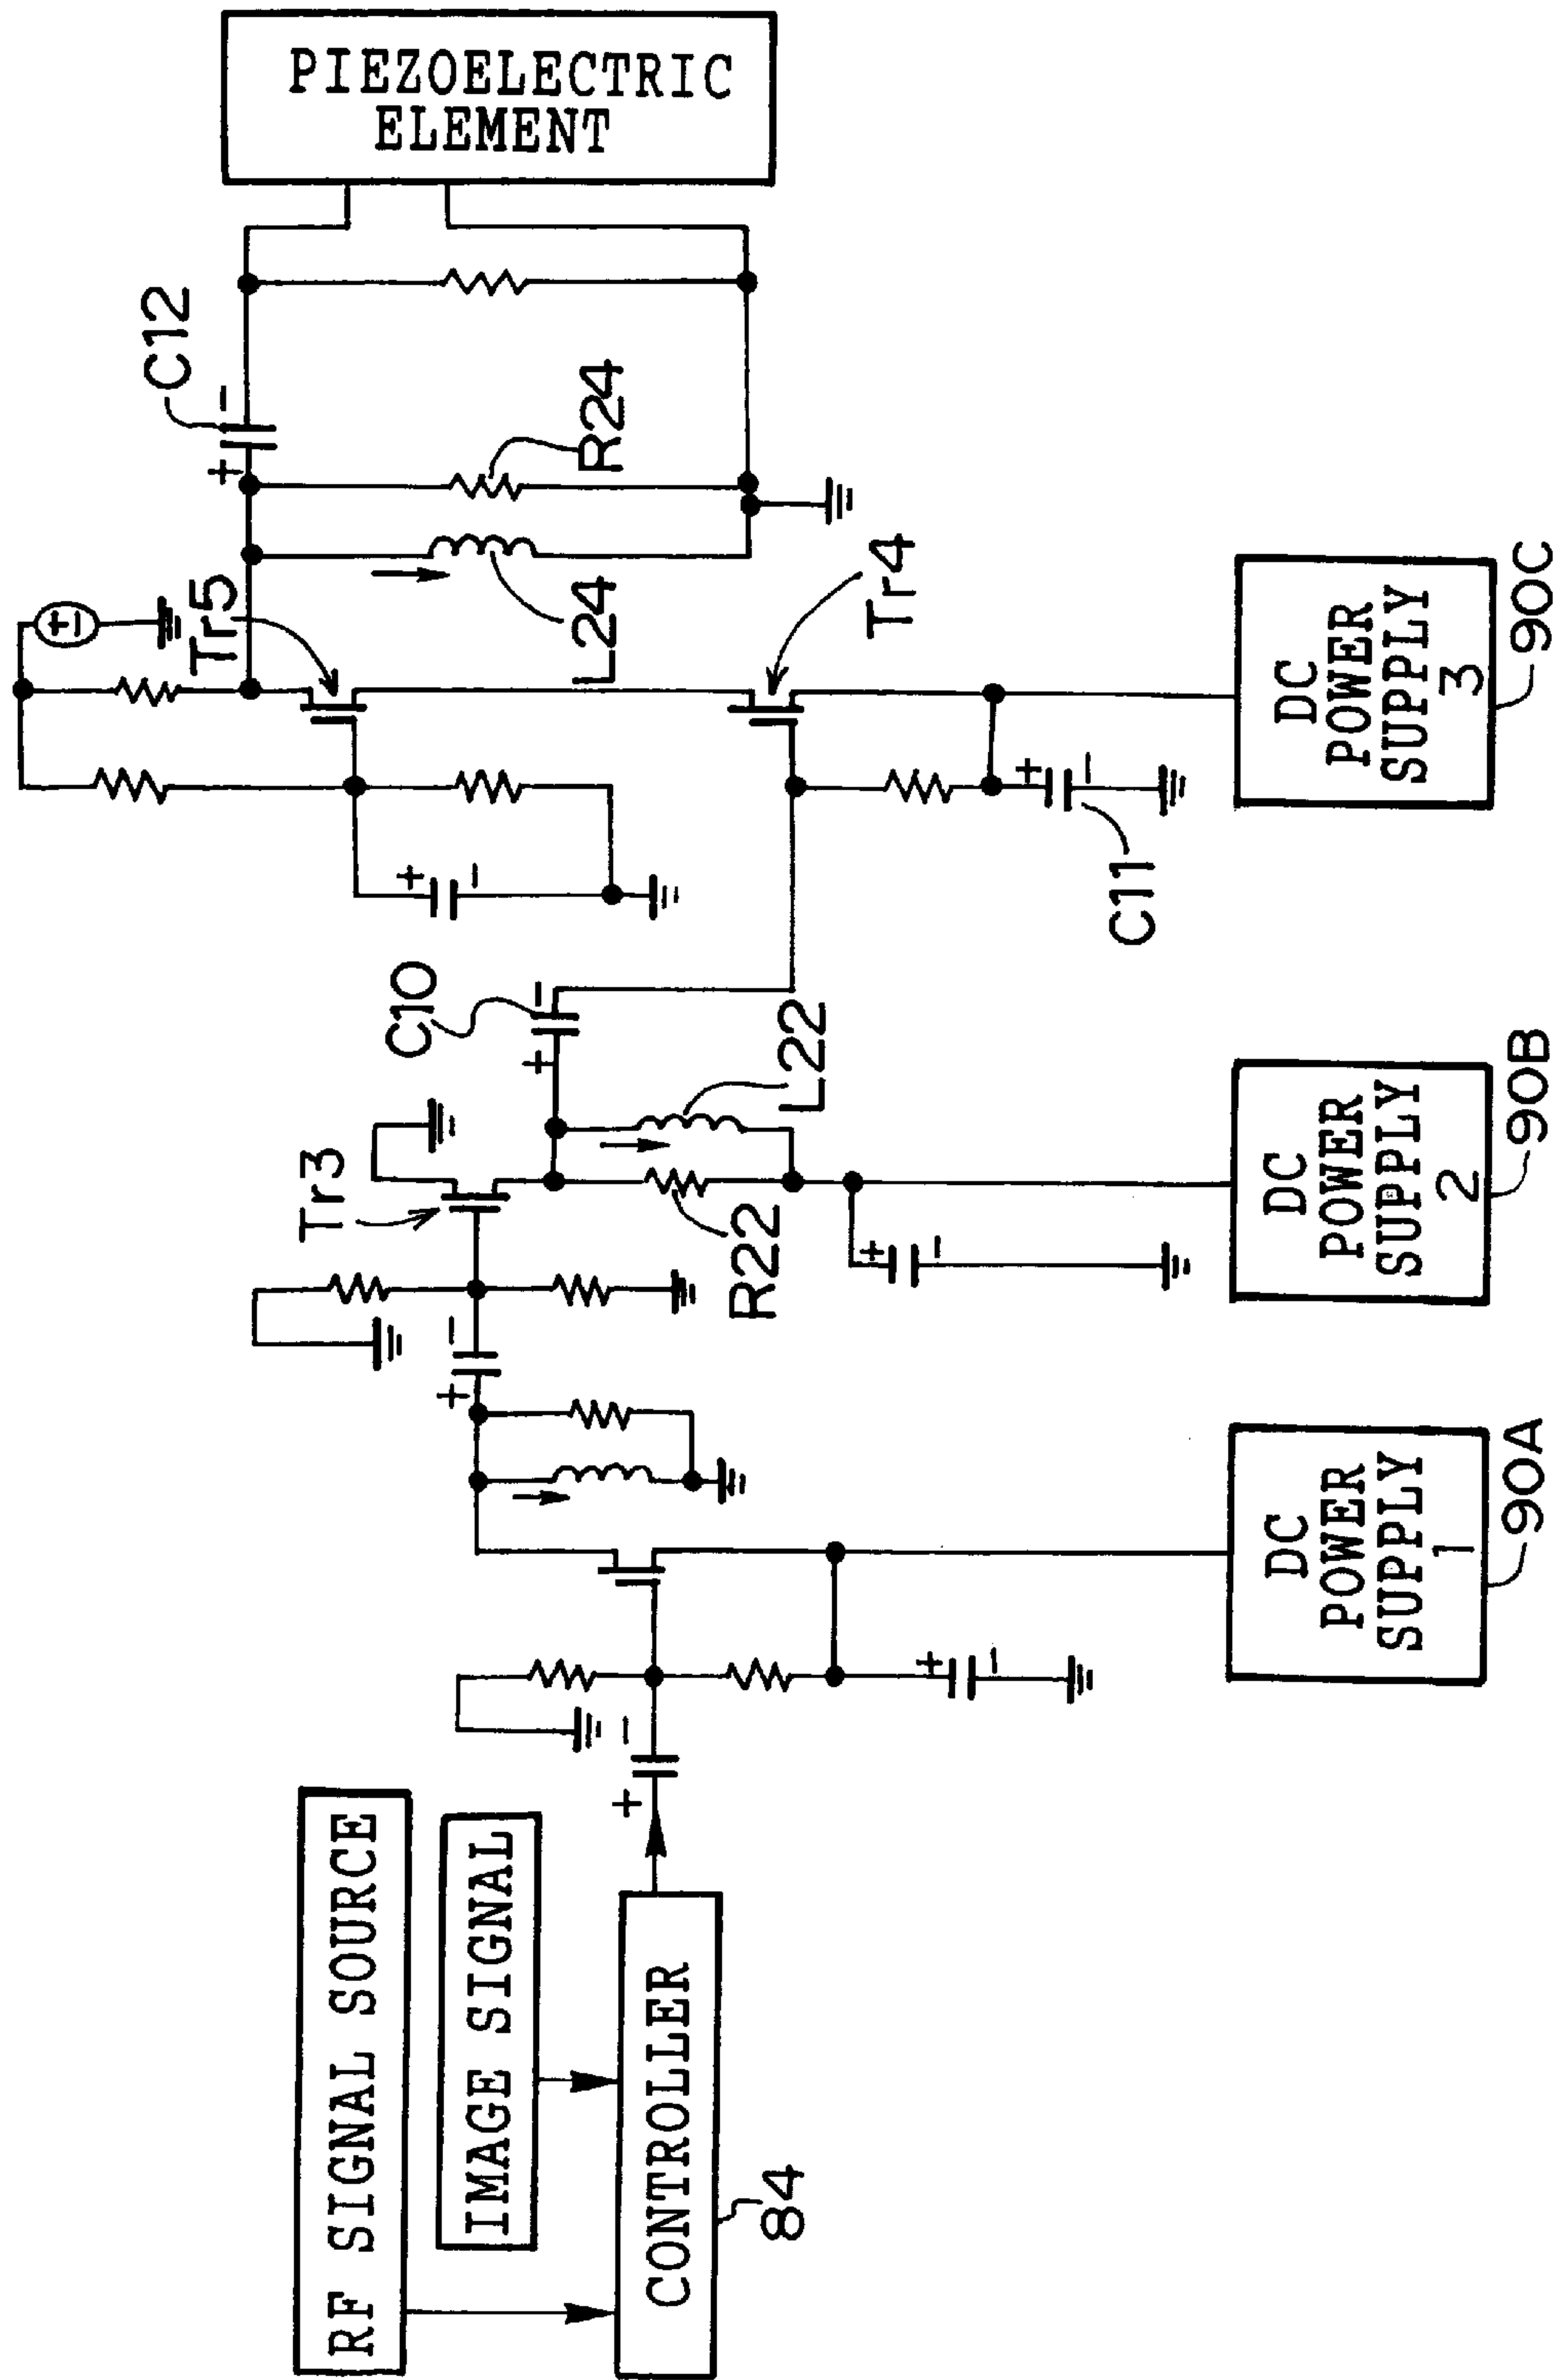 RF SIGNAL SOURCE
IMAGE SIGNAL
CONTROLLER
84
+
−
+
−
DC
POWER
SUPPLY
1
90A
+
−
Tr3
R22
L22
C10
+
−
+
−
DC
POWER
SUPPLY
2
90B
+
−
Tr5
±
Tr4
+
−
C11
DC
POWER
SUPPLY
3
90C
L24
R24
C12
+
−
PIEZOELECTRIC
ELEMENT